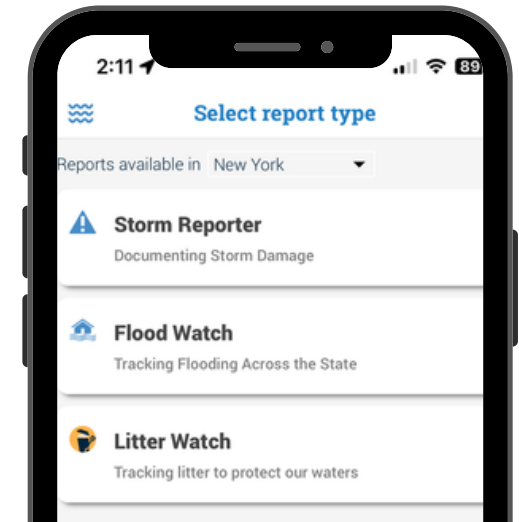 2:11
89
Select report type
Reports available in New York
Storm Reporter
Documenting Storm Damage
Flood Watch
Tracking Flooding Across the State
Litter Watch
Tracking litter to protect our waters